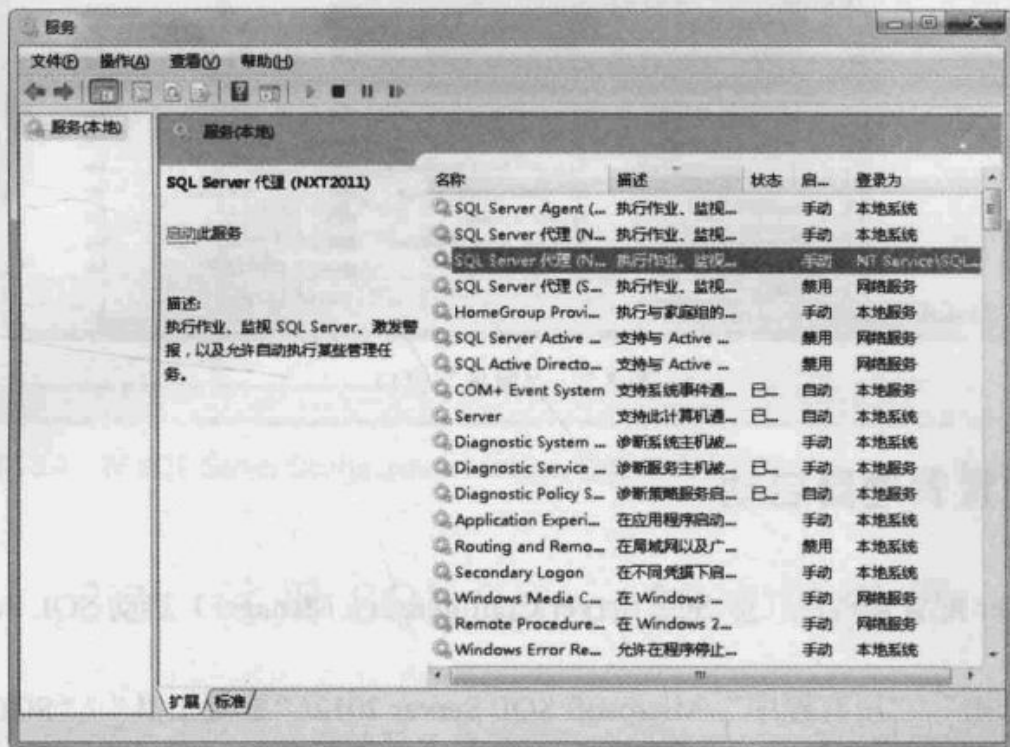 服务
文件(F) 操作(A) 查看(V) 帮助(H)
服务(本地)
服务(本地)
SQL Server 代理 (NXT2011)
启动此服务
描述:
执行作业、监视 SQL Server、激发警
报，以及允许自动执行某些管理任
务。
名称 描述 状态 启... 登录为
SQL Server Agent (... 执行作业、监视... 手动 本地系统
SQL Server 代理 (N... 执行作业、监视... 手动 本地系统
SQL Server 代理 (N... 执行作业、监视... 手动 NT Service\SQL...
SQL Server 代理 (S... 执行作业、监视... 禁用 网络服务
HomeGroup Provi... 执行与家庭组的... 手动 本地服务
SQL Server Active ... 支持与 Active ... 禁用 网络服务
SQL Active Directo... 支持与 Active ... 禁用 网络服务
COM+ Event System 支持系统事件通... 已... 自动 本地服务
Server 支持此计算机通... 已... 自动 本地系统
Diagnostic System ... 诊断系统主机被... 手动 本地系统
Diagnostic Service ... 诊断服务主机被... 已... 手动 本地服务
Diagnostic Policy S... 诊断策略服务启... 已... 自动 本地服务
Application Experi... 在应用程序启动... 手动 本地系统
Routing and Remo... 在局域网以及广... 禁用 本地系统
Secondary Logon 在不同凭据下启... 手动 本地系统
Windows Media C... 在 Windows ... 手动 网络服务
Remote Procedure... 在 Windows 2... 手动 网络服务
Windows Error Re... 允许在程序停止... 手动 本地系统
扩展 标准